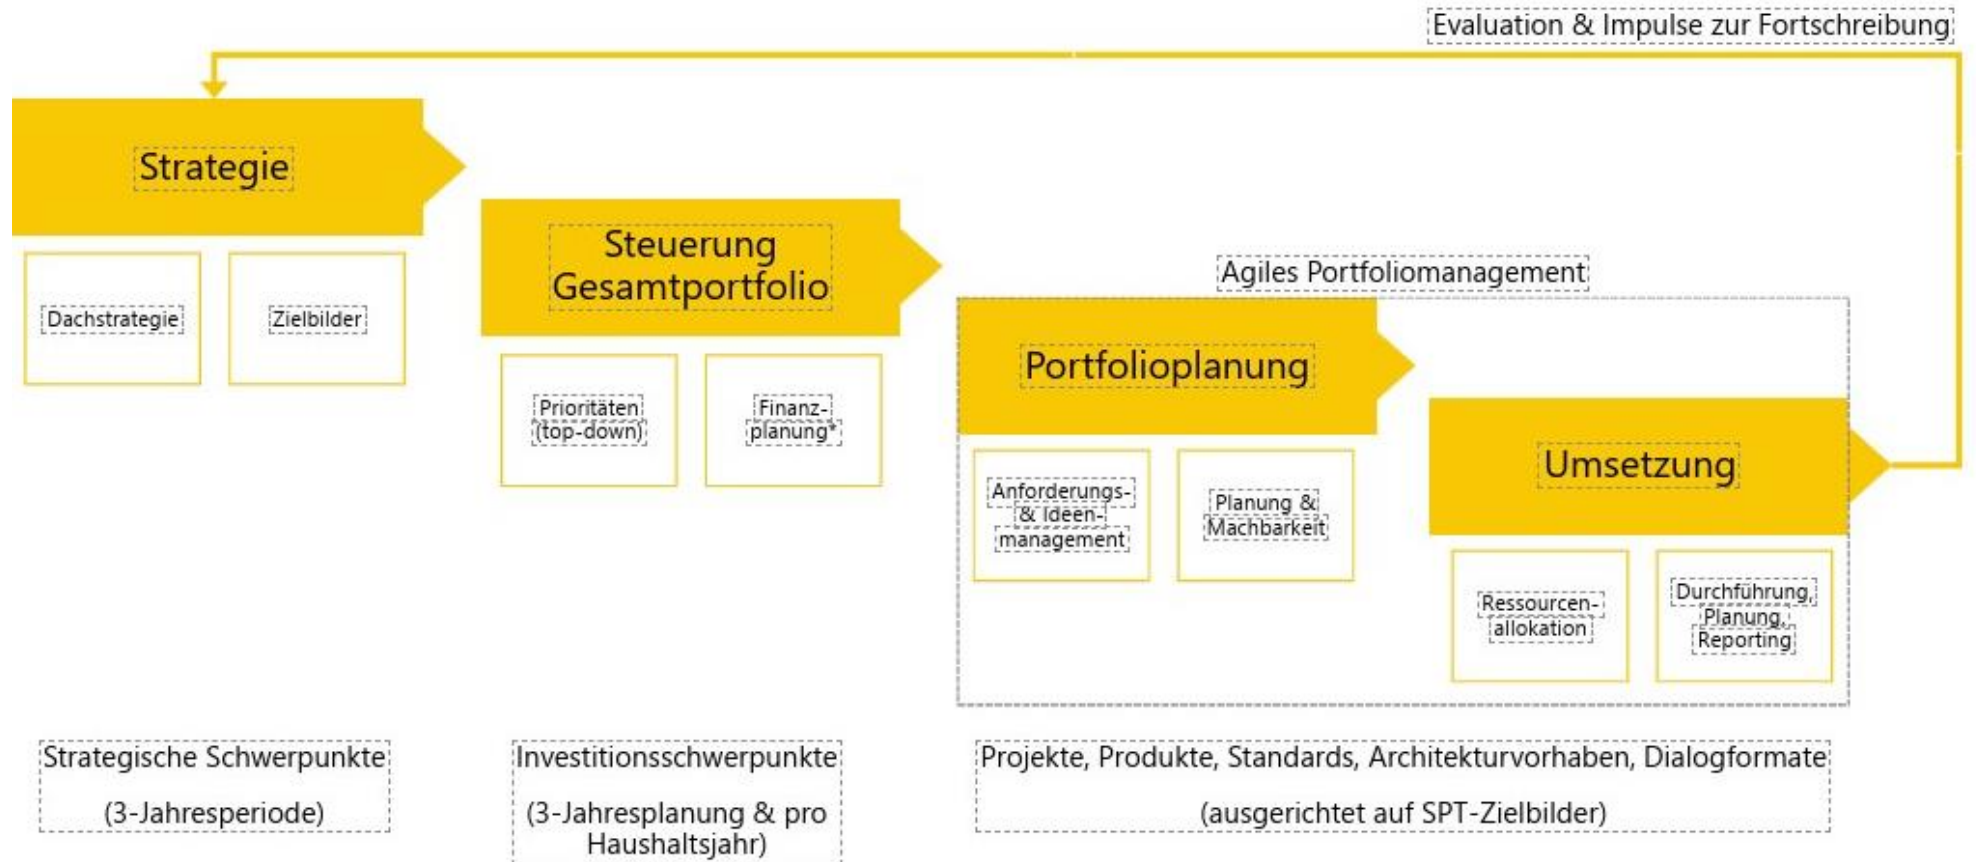 Evaluation & Impulse zur Fortschreibung
Strategie
Dachstrategie
Zielbilder
Steuerung
Gesamtportfolio
Prioritäten
(top-down)
Finanz-
planung*
Agiles Portfoliomanagement
Portfolioplanung
Anforderungs-
& Ideen-
management
Planung &
Machbarkeit
Umsetzung
Ressourcen-
allokation
Durchführung,
Planung,
Reporting
Strategische Schwerpunkte
(3-Jahresperiode)
Investitionsschwerpunkte
(3-Jahresplanung & pro
Haushaltsjahr)
Projekte, Produkte, Standards, Architekturvorhaben, Dialogformate
(ausgerichtet auf SPT-Zielbilder)